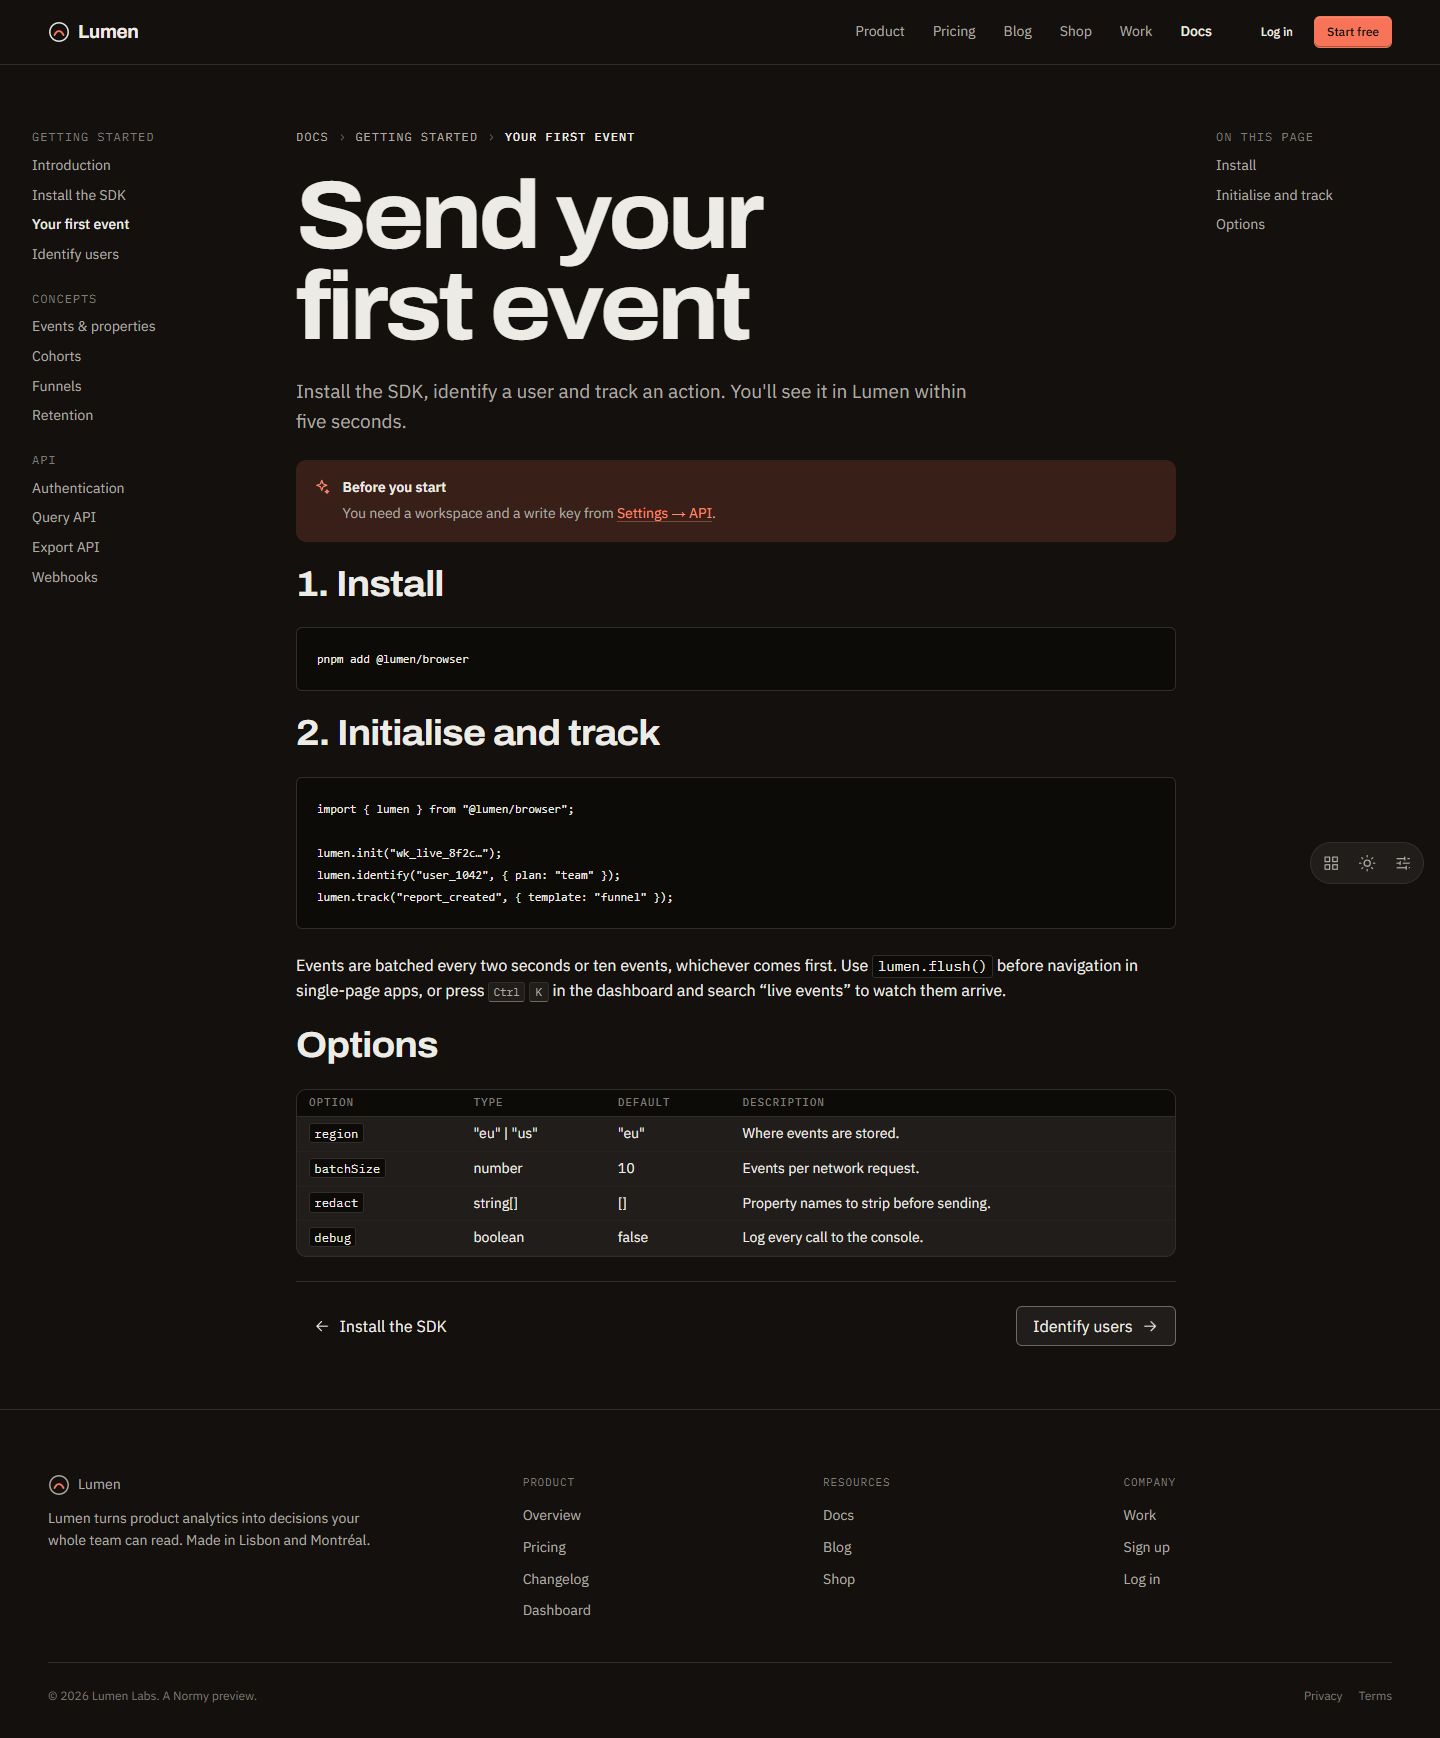 Lumen
Product Pricing Blog Shop Work Docs Log in Start free
GETTING STARTED
Introduction
Install the SDK
Your first event
Identify users
CONCEPTS
Events & properties
Cohorts
Funnels
Retention
API
Authentication
Query API
Export API
Webhooks
DOCS › GETTING STARTED › YOUR FIRST EVENT
Send your
first event
Install the SDK, identify a user and track an action. You'll see it in Lumen within
five seconds.
Before you start
You need a workspace and a write key from Settings → API.
1. Install
pnpm add @lumen/browser
2. Initialise and track
import { lumen } from "@lumen/browser";
lumen.init("wk_live_8f2c…");
lumen.identify("user_1042", { plan: "team" });
lumen.track("report_created", { template: "funnel" });
Events are batched every two seconds or ten events, whichever comes first. Use lumen.flush() before navigation in
single-page apps, or press Ctrl K in the dashboard and search “live events” to watch them arrive.
Options
OPTION TYPE DEFAULT DESCRIPTION
region "eu" | "us" "eu" Where events are stored.
batchSize number 10 Events per network request.
redact string[] [] Property names to strip before sending.
debug boolean false Log every call to the console.
← Install the SDK
Identify users →
ON THIS PAGE
Install
Initialise and track
Options
Lumen
Lumen turns product analytics into decisions your
whole team can read. Made in Lisbon and Montréal.
PRODUCT
Overview
Pricing
Changelog
Dashboard
RESOURCES
Docs
Blog
Shop
COMPANY
Work
Sign up
Log in
© 2026 Lumen Labs. A Normy preview.
Privacy Terms